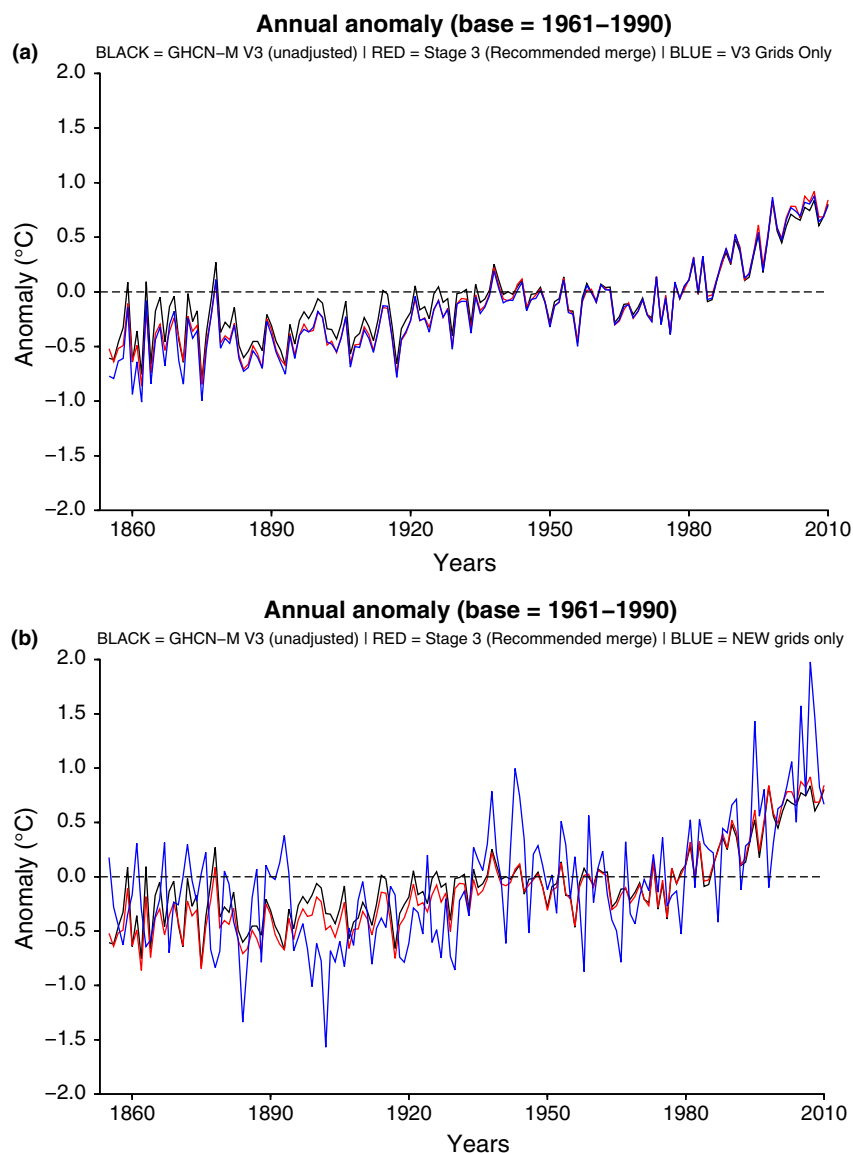 Annual anomaly (base = 1961−1990)
(a)
BLACK = GHCN−M V3 (unadjusted) | RED = Stage 3 (Recommended merge) | BLUE = V3 Grids Only
2.0
1.5
1.0
0.5
0.0
−0.5
−1.0
−1.5
−2.0
Anomaly (°C)
1860 1890 1920 1950 1980 2010
Years
Annual anomaly (base = 1961−1990)
(b)
BLACK = GHCN−M V3 (unadjusted) | RED = Stage 3 (Recommended merge) | BLUE = NEW grids only
2.0
1.5
1.0
0.5
0.0
−0.5
−1.0
−1.5
−2.0
Anomaly (°C)
1860 1890 1920 1950 1980 2010
Years